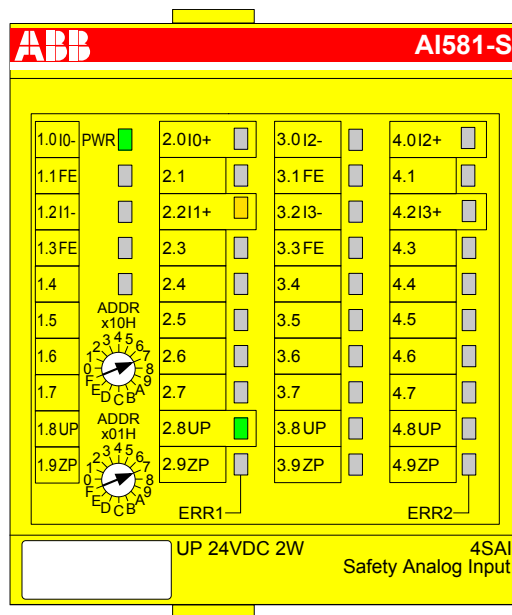 ABB AI581-S
1.0 I0- PWR 2.0 I0+ 3.0 I2- 4.0 I2+
1.1 FE 2.1 3.1 FE 4.1
1.2 I1- 2.2 I1+ 3.2 I3- 4.2 I3+
1.3 FE 2.3 3.3 FE 4.3
1.4 2.4 3.4 4.4
ADDR
x10H
1.5 2.5 3.5 4.5
0 1 2 3 4 5 6 7 8 9 A B C D E F
1.6 2.6 3.6 4.6
1.7 2.7 3.7 4.7
ADDR
x01H
1.8 UP 2.8 UP 3.8 UP 4.8 UP
0 1 2 3 4 5 6 7 8 9 A B C D E F
1.9 ZP 2.9 ZP 3.9 ZP 4.9 ZP
ERR1 ERR2
UP 24VDC 2W 4SAI
Safety Analog Input